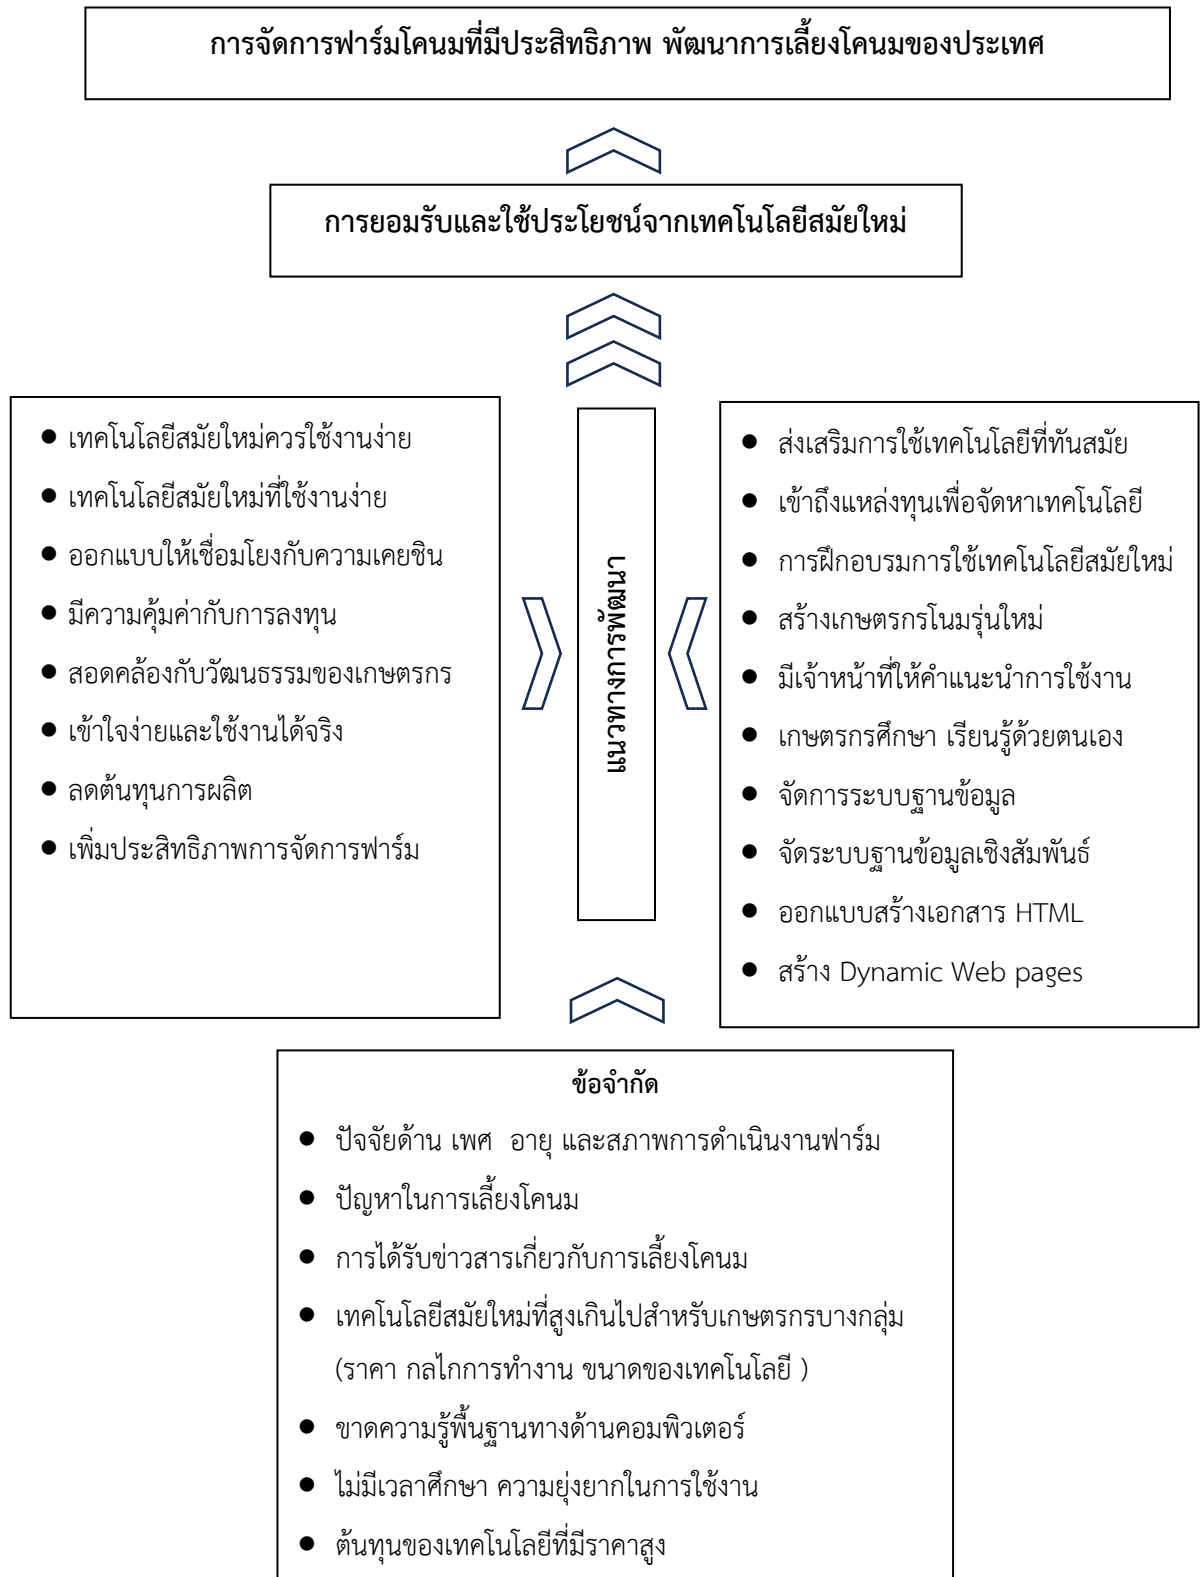 การจัดการฟาร์มโคนมที่มีประสิทธิภาพ พัฒนาการเลี้ยงโคนมของประเทศ
การยอมรับและใช้ประโยชน์จากเทคโนโลยีสมัยใหม่
● เทคโนโลยีสมัยใหม่ควรใช้งานง่าย
● เทคโนโลยีสมัยใหม่ที่ใช้งานง่าย
● ออกแบบให้เชื่อมโยงกับความเคยชิน
● มีความคุ้มค่ากับการลงทุน
● สอดคล้องกับวัฒนธรรมของเกษตรกร
● เข้าใจง่ายและใช้งานได้จริง
● ลดต้นทุนการผลิต
● เพิ่มประสิทธิภาพการจัดการฟาร์ม
แนวทางการพัฒนา
● ส่งเสริมการใช้เทคโนโลยีที่ทันสมัย
● เข้าถึงแหล่งทุนเพื่อจัดหาเทคโนโลยี
● การฝึกอบรมการใช้เทคโนโลยีสมัยใหม่
● สร้างเกษตรกรโนมรุ่นใหม่
● มีเจ้าหน้าที่ให้คำแนะนำการใช้งาน
● เกษตรกรศึกษา เรียนรู้ด้วยตนเอง
● จัดการระบบฐานข้อมูล
● จัดระบบฐานข้อมูลเชิงสัมพันธ์
● ออกแบบสร้างเอกสาร HTML
● สร้าง Dynamic Web pages
ข้อจำกัด
● ปัจจัยด้าน เพศ อายุ และสภาพการดำเนินงานฟาร์ม
● ปัญหาในการเลี้ยงโคนม
● การได้รับข่าวสารเกี่ยวกับการเลี้ยงโคนม
● เทคโนโลยีสมัยใหม่ที่สูงเกินไปสำหรับเกษตรกรบางกลุ่ม
(ราคา กลไกการทำงาน ขนาดของเทคโนโลยี )
● ขาดความรู้พื้นฐานทางด้านคอมพิวเตอร์
● ไม่มีเวลาศึกษา ความยุ่งยากในการใช้งาน
● ต้นทุนของเทคโนโลยีที่มีราคาสูง